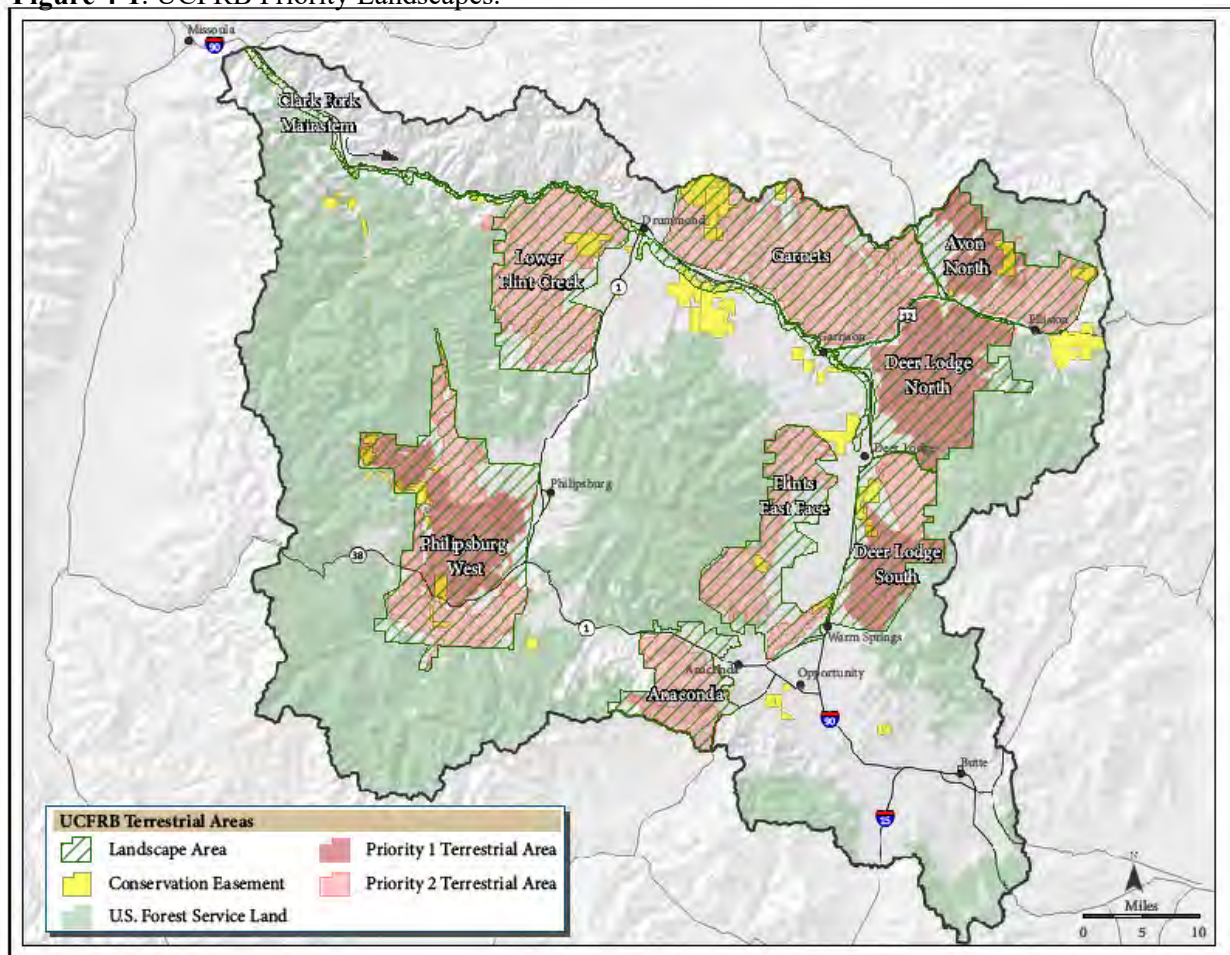 Figure 4-1. UCFRB Priority Landscapes.
Missoula
90
Clark Fork
Mainstem
Drummond
Garnets
Avon
North
Lower
Flint Creek
1
12
Elliston
Garrison
Deer Lodge
North
Deer Lodge
Philipsburg
Flints
East Face
Philipsburg
West
38
Deer Lodge
South
1
Warm Springs
Anaconda
Opportunity
Anaconda
90
Butte
15
UCFRB Terrestrial Areas
Landscape Area
Priority 1 Terrestrial Area
Conservation Easement
Priority 2 Terrestrial Area
U.S. Forest Service Land
N
Miles
0 5 10